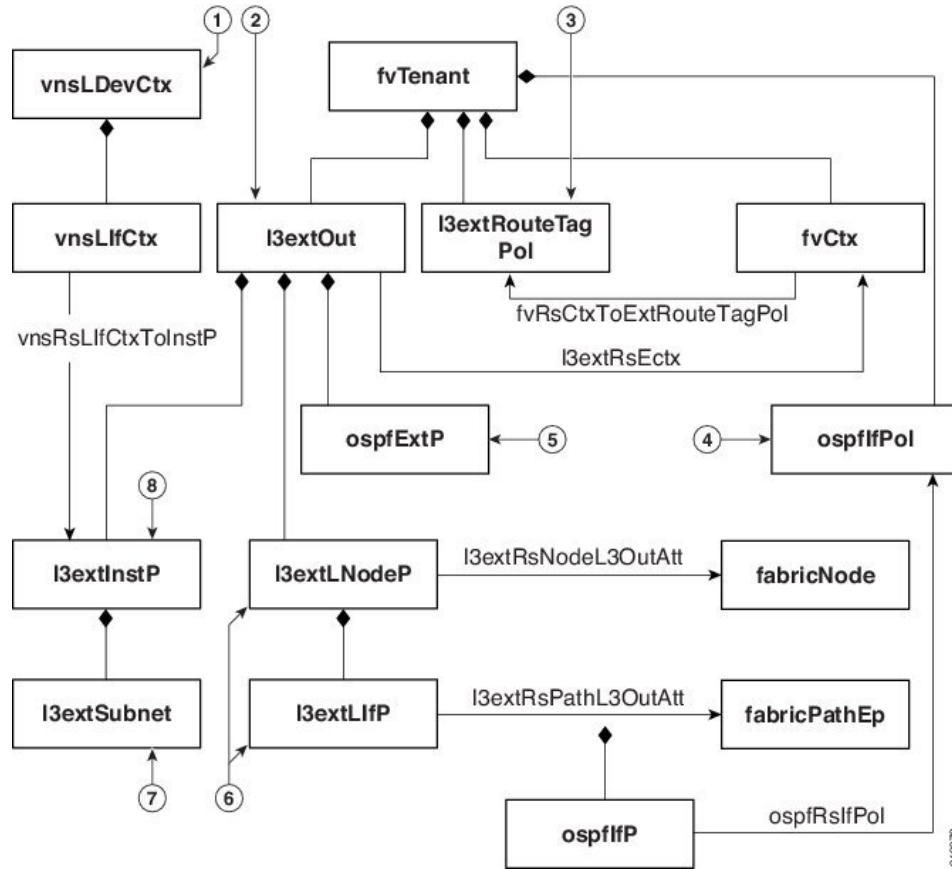 1
2
3
vnsLDevCtx
fvTenant
vnsLIfCtx
l3extOut
l3extRouteTag
Pol
fvCtx
fvRsCtxToExtRouteTagPol
vnsRsLIfCtxToInstP
l3extRsEctx
ospfExtP
5
4
ospfIfPol
8
l3extInstP
l3extLNodeP
l3extRsNodeL3OutAtt
fabricNode
l3extSubnet
l3extLIfP
l3extRsPathL3OutAtt
fabricPathEp
7
6
ospfIfP
ospfRsIfPol